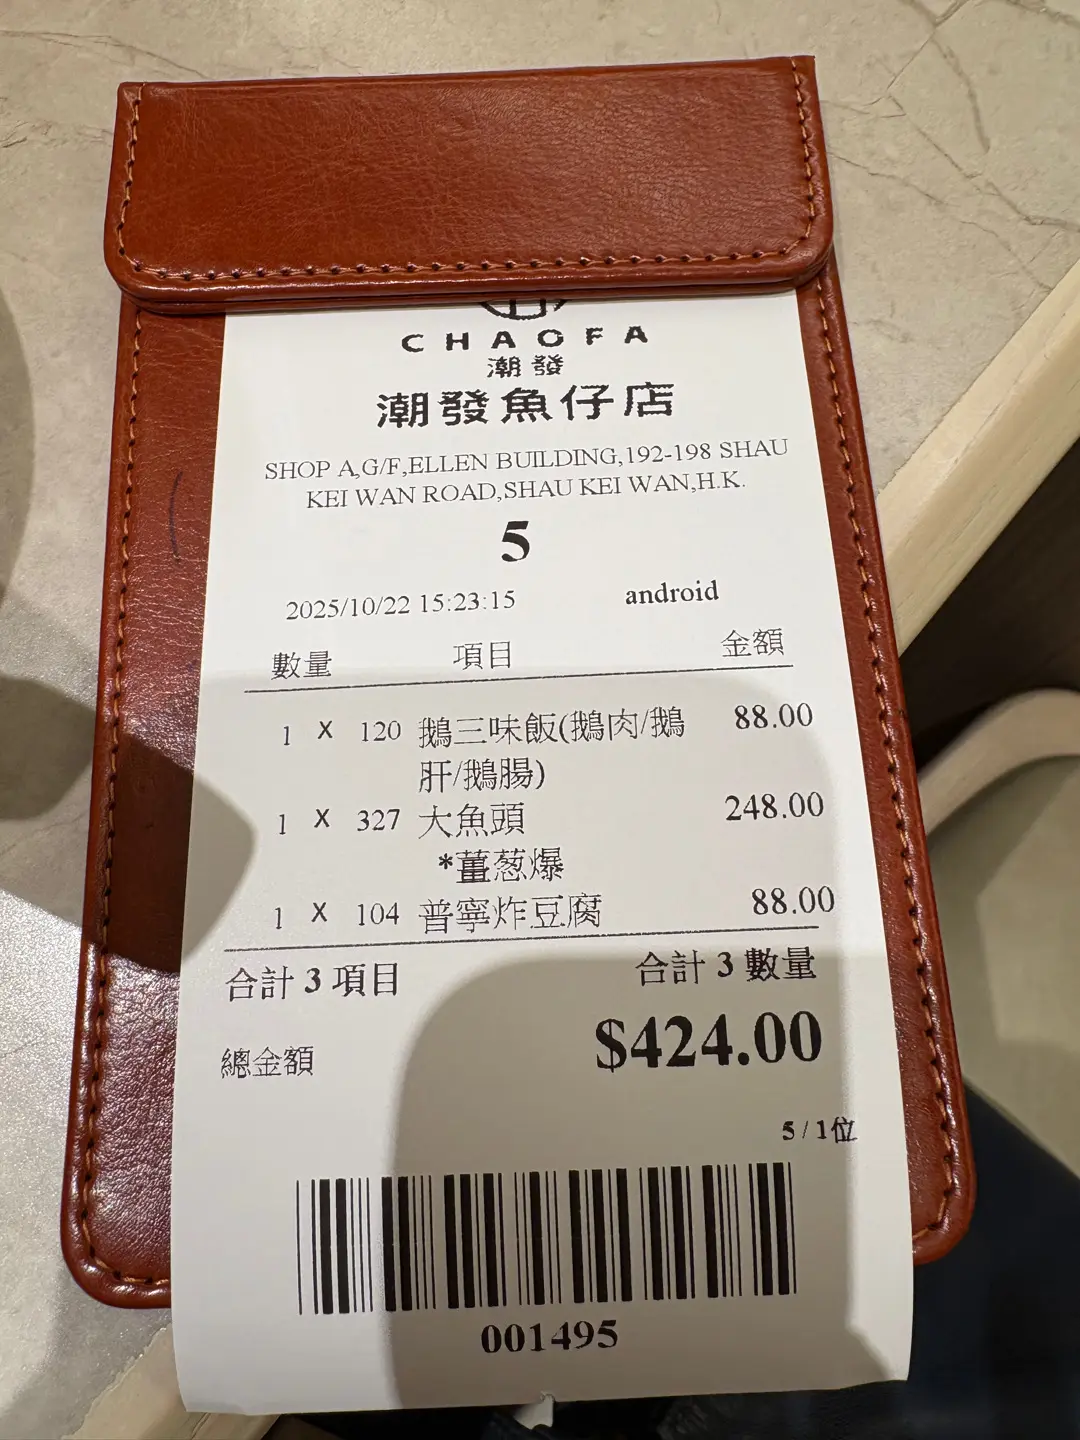 CHAOFA
潮發
潮發魚仔店
SHOP A,G/F,ELLEN BUILDING,192-198 SHAU
KEI WAN ROAD,SHAU KEI WAN,H.K.
5
2025/10/22 15:23:15 android
數量 項目 金額
1 X 120 鵝三味飯(鵝肉/鵝 88.00
肝/鵝腸)
1 X 327 大魚頭 248.00
*薑葱爆
1 X 104 普寧炸豆腐 88.00
合計 3 項目 合計 3 數量
總金額 $424.00
5 / 1位
001495